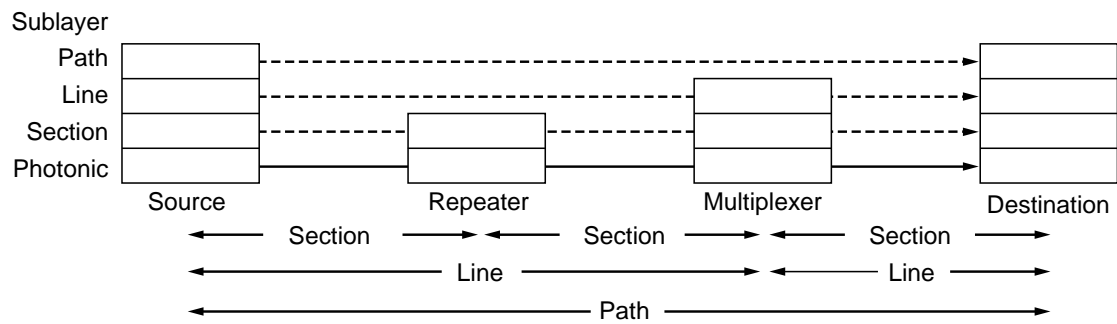 Sublayer
Path
Line
Section
Photonic
Source Repeater Multiplexer Destination
Section Section Section
Line Line
Path